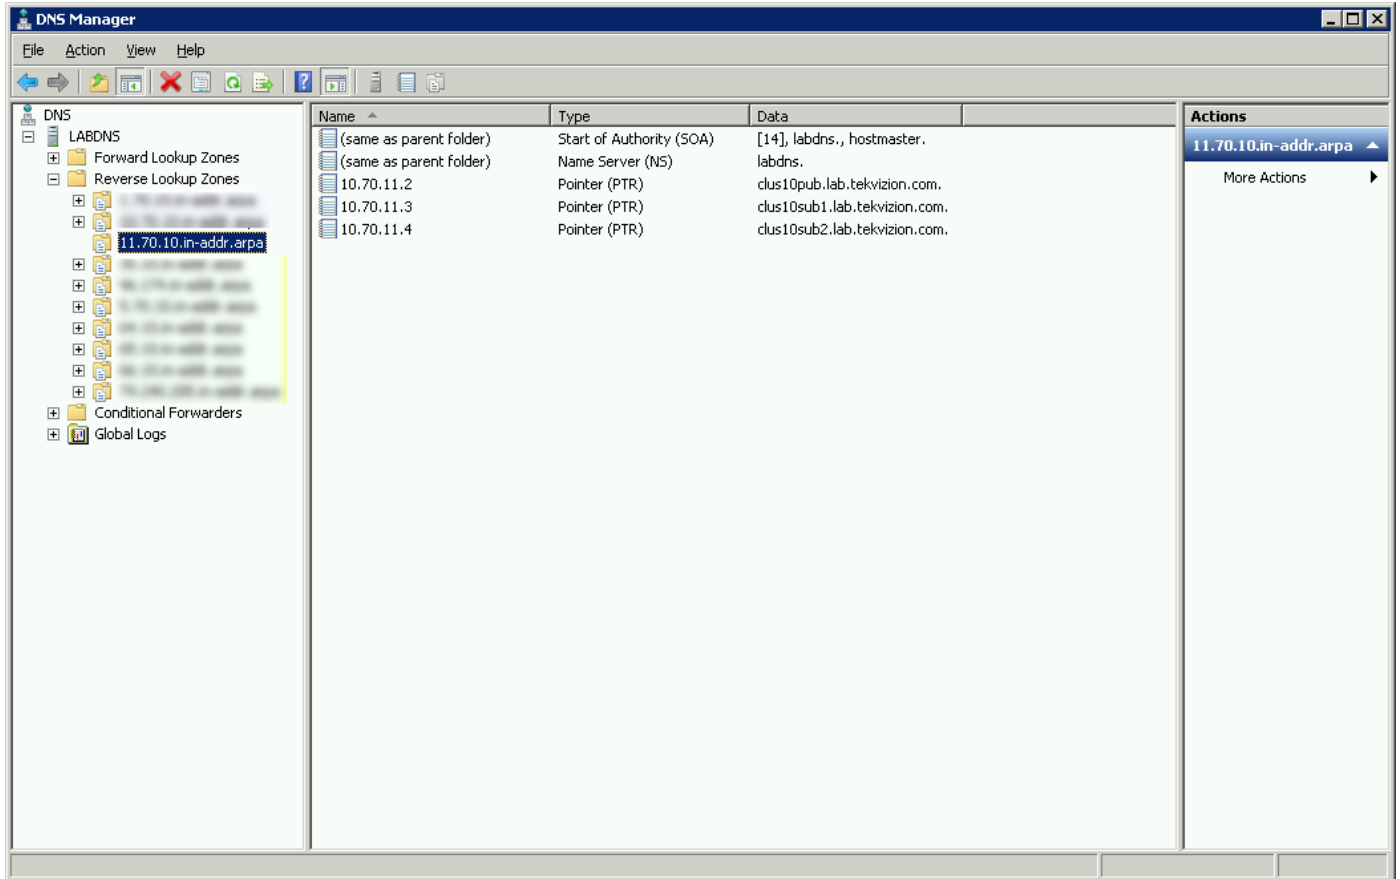 DNS Manager
File Action View Help
DNS
LABDNS
Forward Lookup Zones
Reverse Lookup Zones
11.70.10.in-addr.arpa
Conditional Forwarders
Global Logs
Name Type Data
(same as parent folder) Start of Authority (SOA) [14], labdns., hostmaster.
(same as parent folder) Name Server (NS) labdns.
10.70.11.2 Pointer (PTR) clus10pub.lab.tekvizion.com.
10.70.11.3 Pointer (PTR) clus10sub1.lab.tekvizion.com.
10.70.11.4 Pointer (PTR) clus10sub2.lab.tekvizion.com.
Actions
11.70.10.in-addr.arpa
More Actions